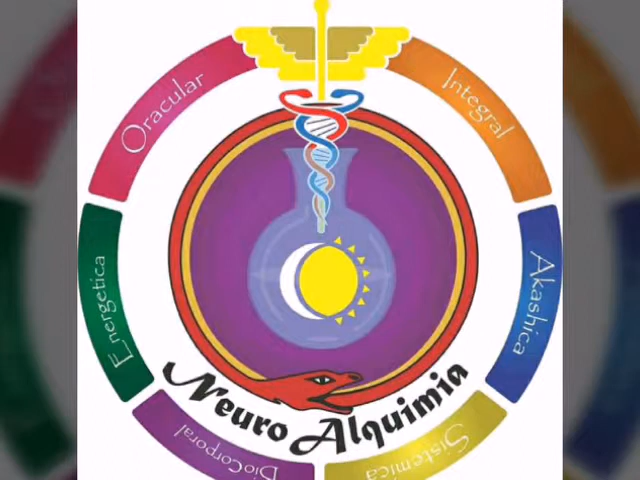 Oracular
Integral
Energetica
Akashica
Neuro Alquimia
BioCorporal
Sistemica